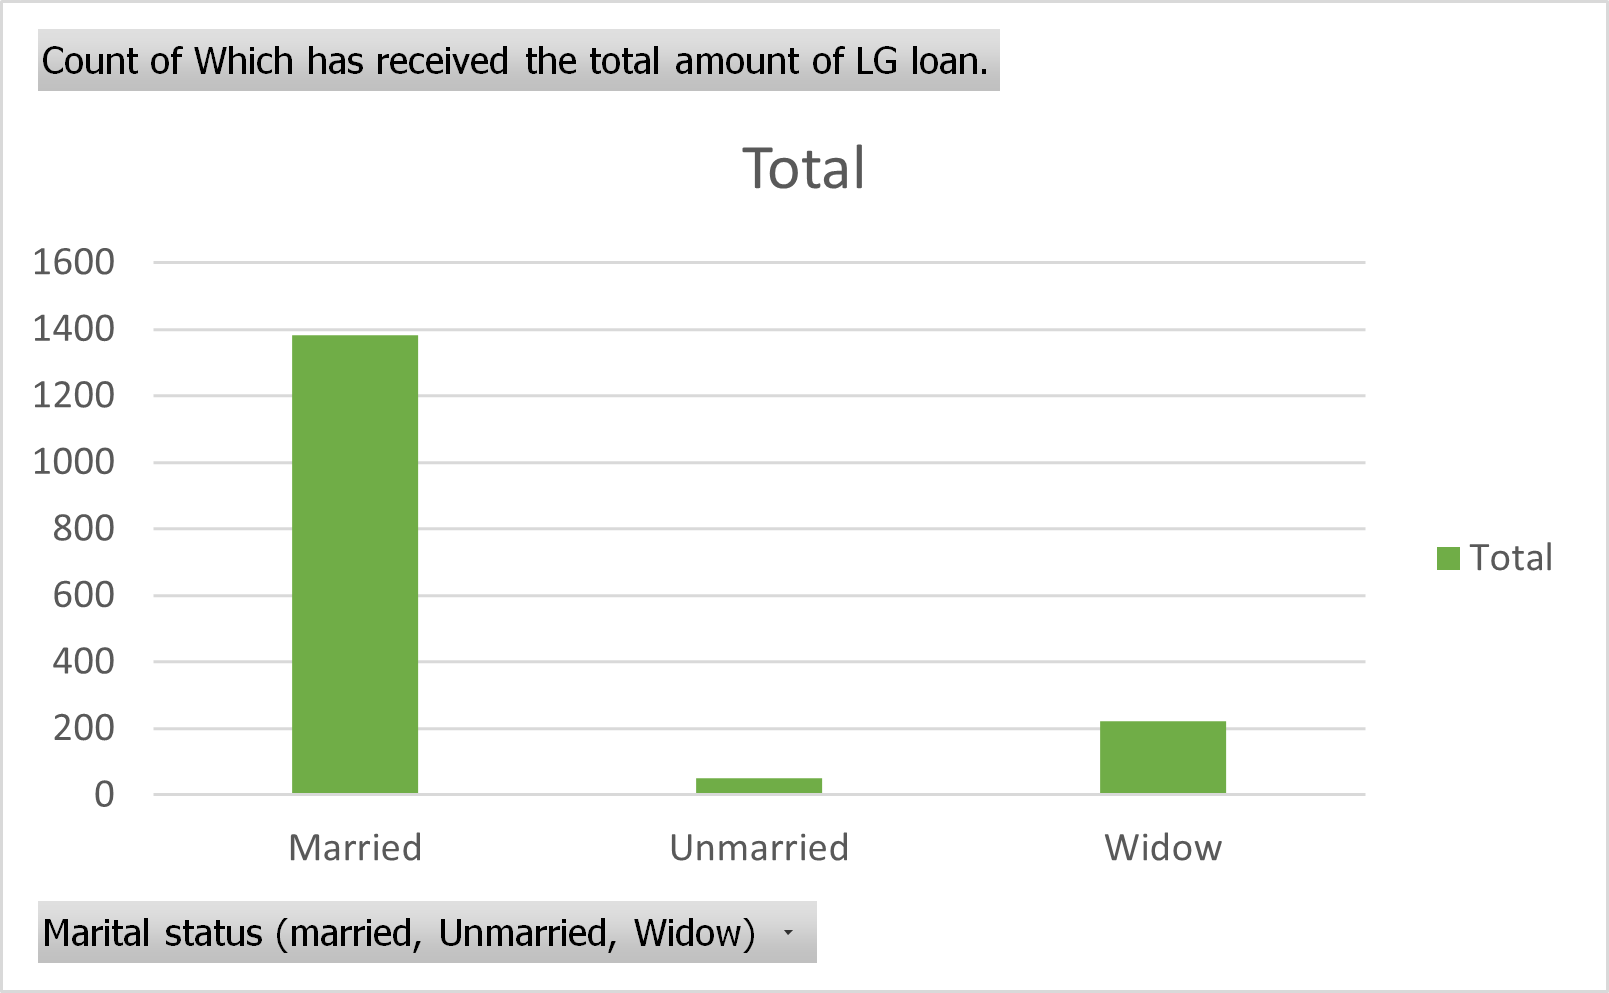 Count of Which has received the total amount of LG loan.
Total
1600
1400
1200
1000
800
600
400
200
0
Total
Married Unmarried Widow
Marital status (married, Unmarried, Widow)